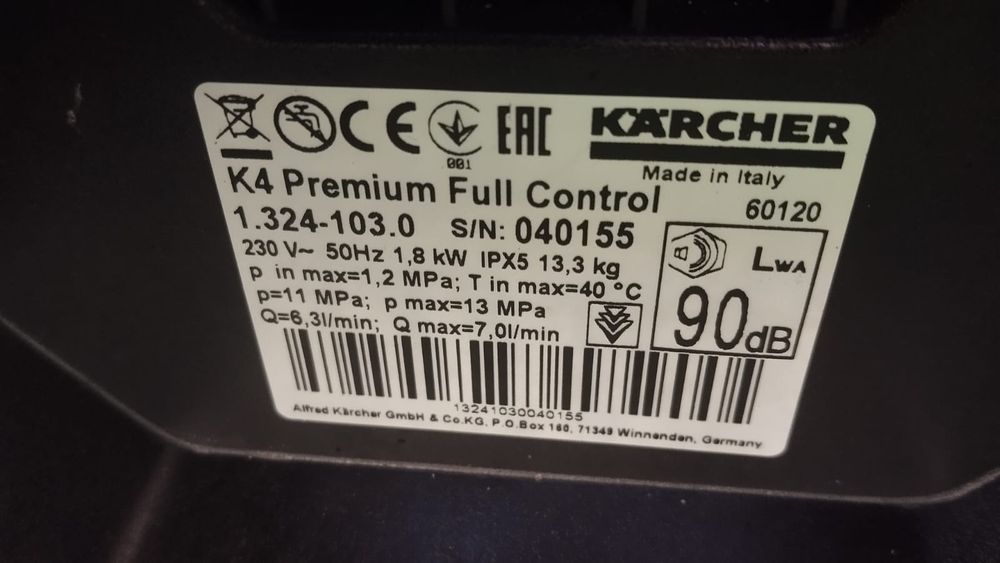 CE 001 EAC KÄRCHER
Made in Italy
K4 Premium Full Control
60120
1.324-103.0 S/N: 040155
230 V~ 50Hz 1,8 kW IPX5 13,3 kg
p in max=1,2 MPa; T in max=40 °C
p=11 MPa; p max=13 MPa
Q=6,3l/min; Q max=7,0l/min
LWA
90dB
13241030040155
Alfred Kärcher GmbH & Co.KG, P.O.Box 160, 71349 Winnenden, Germany